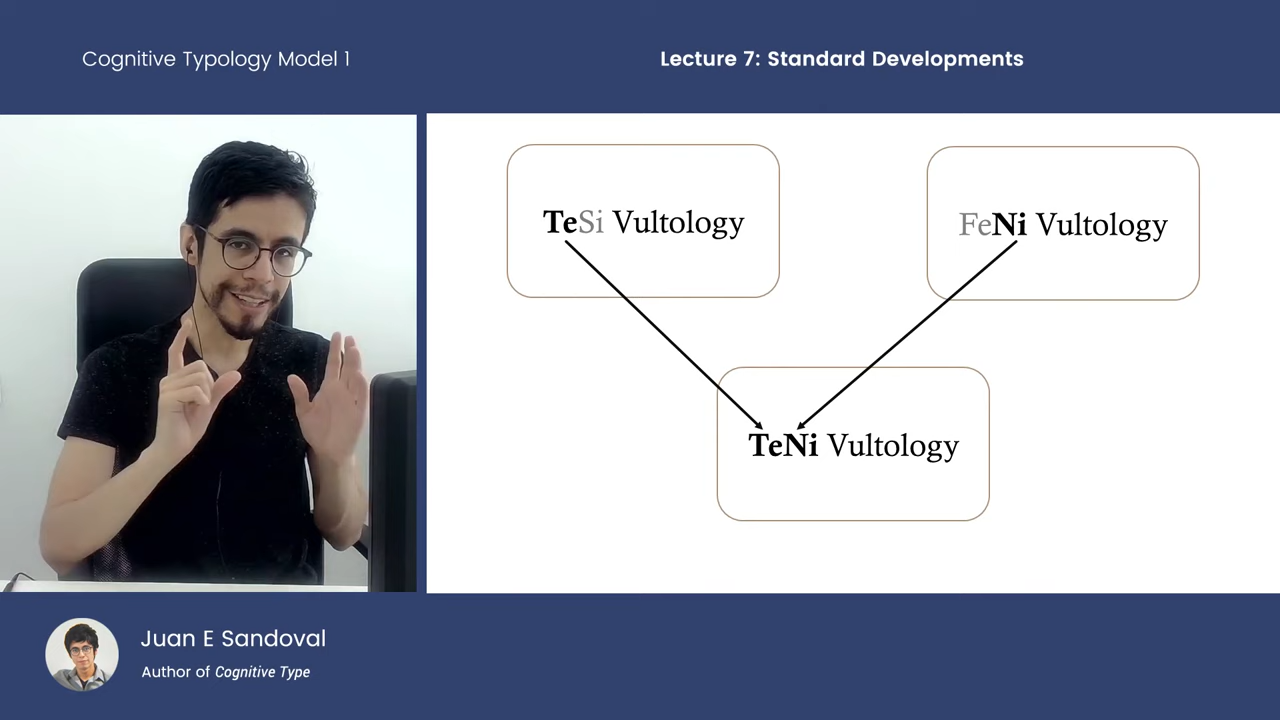 Cognitive Typology Model 1
Lecture 7: Standard Developments
TeSi Vultology
FeNi Vultology
TeNi Vultology
Juan E Sandoval
Author of Cognitive Type